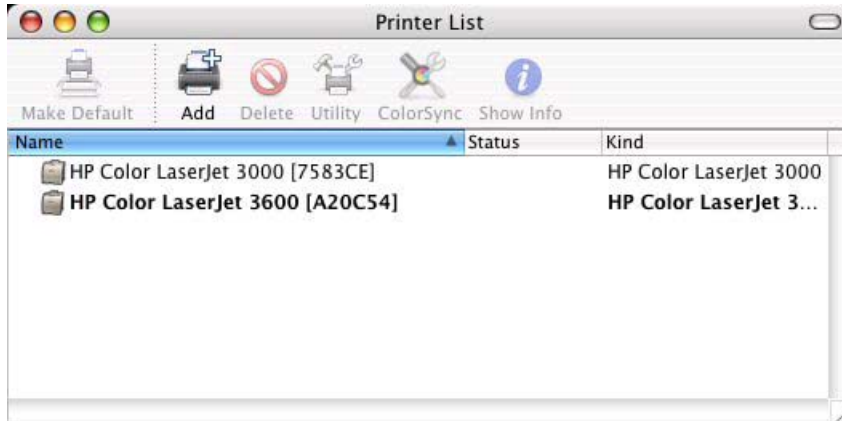 Printer List
Make Default Add Delete Utility ColorSync Show Info
Name Status Kind
HP Color LaserJet 3000 [7583CE] HP Color LaserJet 3000
HP Color LaserJet 3600 [A20C54] HP Color LaserJet 3...